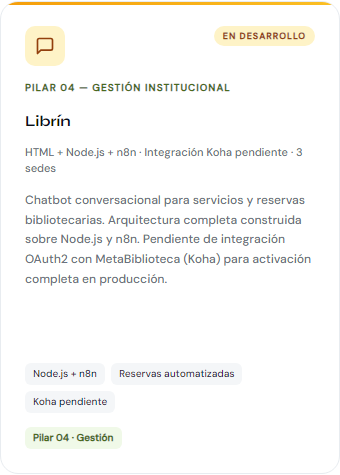 EN DESARROLLO
PILAR 04 — GESTIÓN INSTITUCIONAL
Librín
HTML + Node.js + n8n · Integración Koha pendiente · 3
sedes
Chatbot conversacional para servicios y reservas
bibliotecarias. Arquitectura completa construida
sobre Node.js y n8n. Pendiente de integración
OAuth2 con MetaBiblioteca (Koha) para activación
completa en producción.
Node.js + n8n
Reservas automatizadas
Koha pendiente
Pilar 04 · Gestión